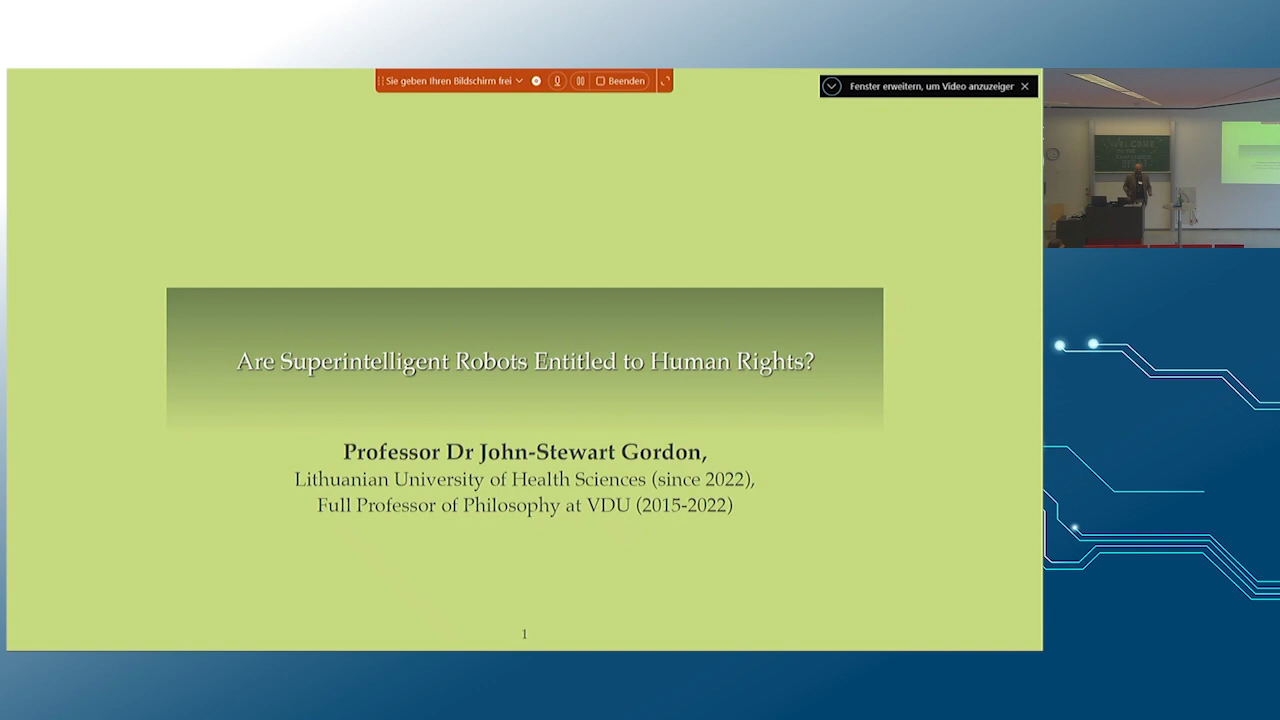 Sie geben Ihren Bildschirm frei
Beenden
Fenster erweitern, um Video anzuzeiger
WELCOME
Are Superintelligent Robots Entitled to Human Rights?
Professor Dr John-Stewart Gordon,
Lithuanian University of Health Sciences (since 2022),
Full Professor of Philosophy at VDU (2015-2022)
1